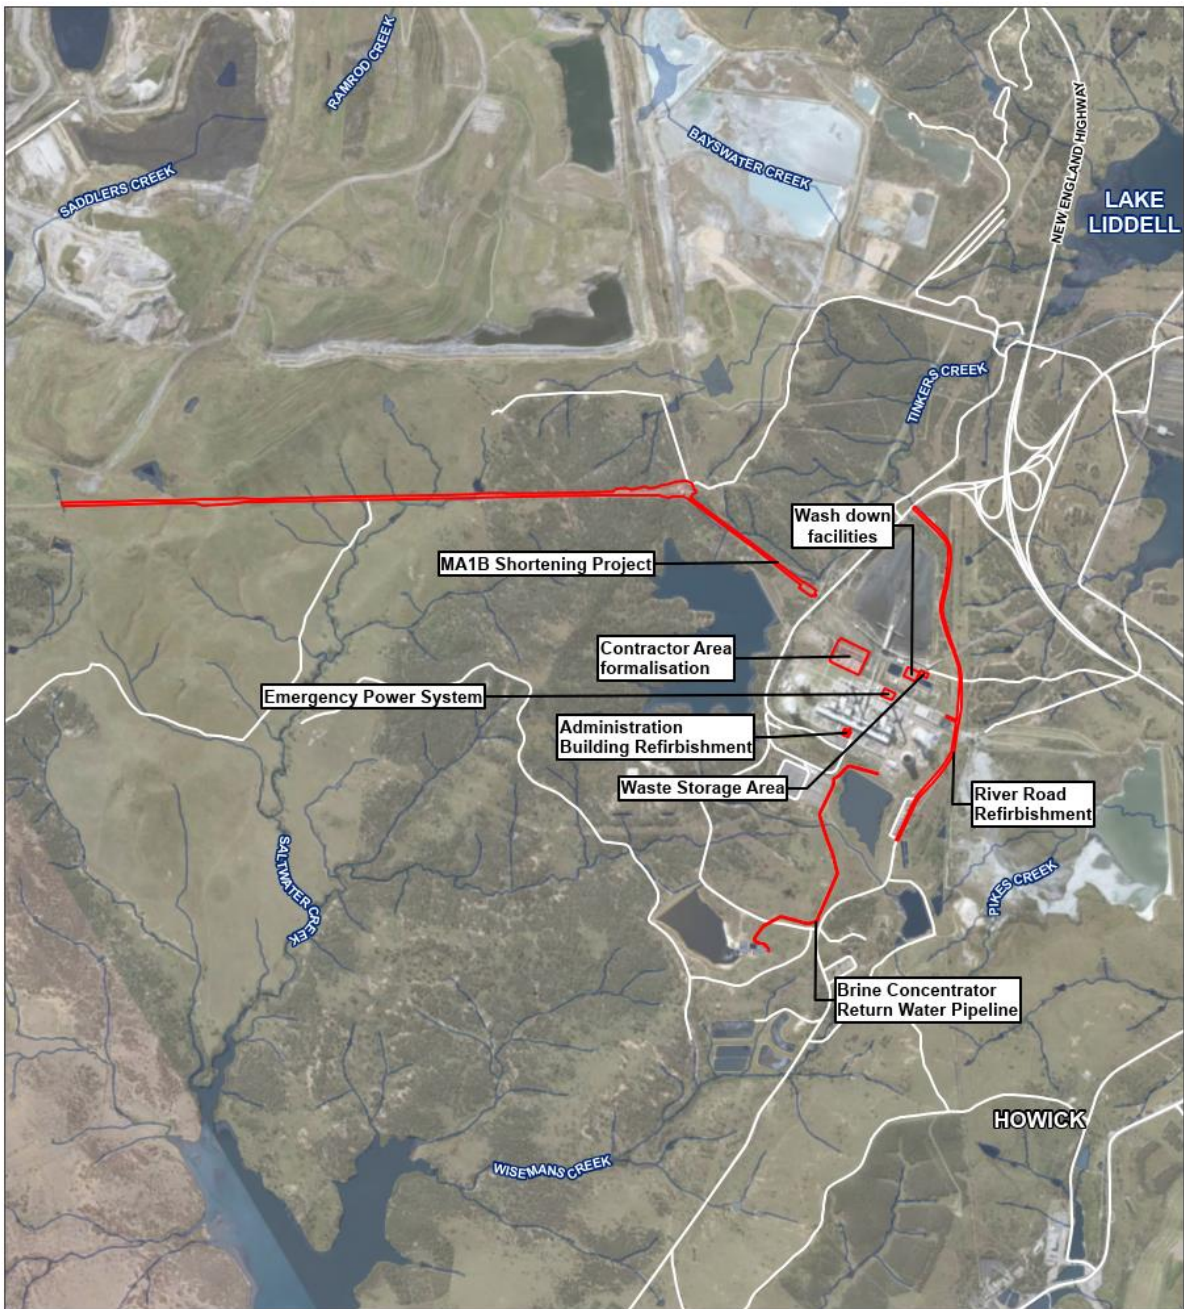 RAMROD CREEK
SADDLERS CREEK
BAYSWATER CREEK
NEW ENGLAND HIGHWAY
LAKE
LIDDELL
TINKERS CREEK
Wash down
facilities
MA1B Shortening Project
Contractor Area
formalisation
Emergency Power System
Administration
Building Refirbishment
Waste Storage Area
River Road
Refirbishment
SALTWATER CREEK
PIKES CREEK
Brine Concentrator
Return Water Pipeline
HOWICK
WISEMANS CREEK